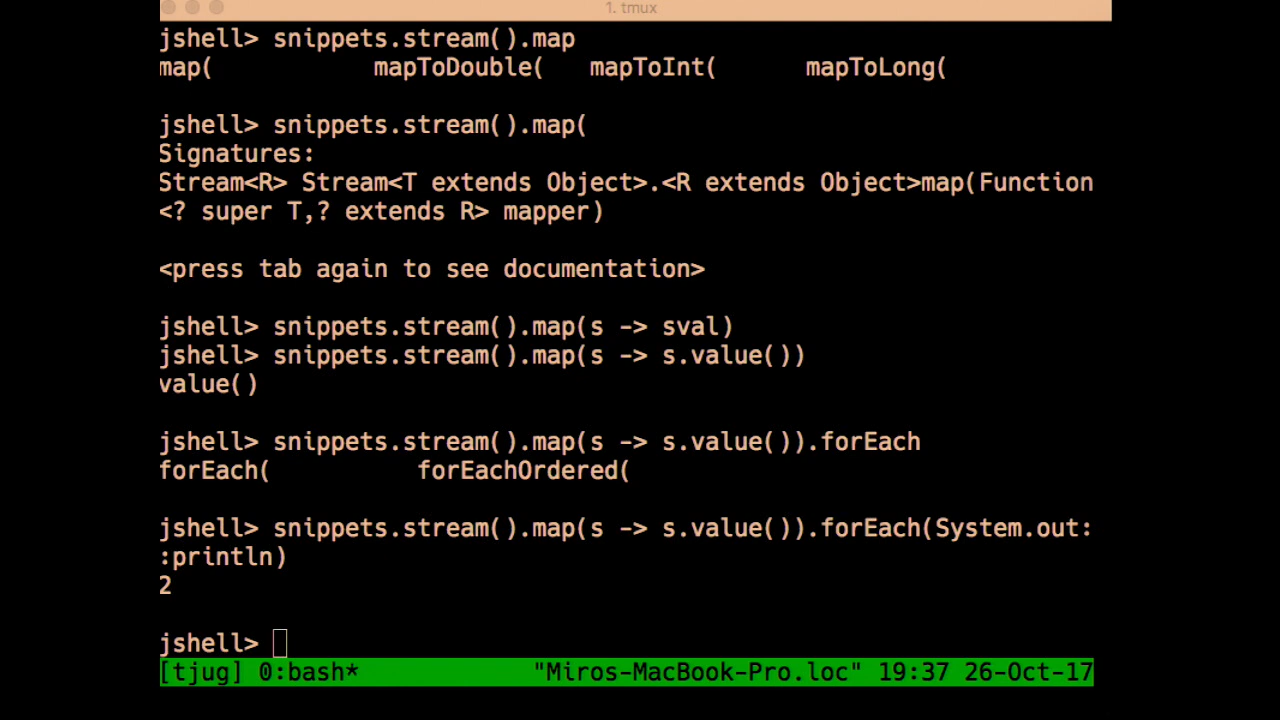 1. tmux
jshell> snippets.stream().map
map( mapToDouble( mapToInt( mapToLong(
jshell> snippets.stream().map(
Signatures:
Stream<R> Stream<T extends Object>.<R extends Object>map(Function
<? super T,? extends R> mapper)
<press tab again to see documentation>
jshell> snippets.stream().map(s -> sval)
jshell> snippets.stream().map(s -> s.value())
value()
jshell> snippets.stream().map(s -> s.value()).forEach
forEach( forEachOrdered(
jshell> snippets.stream().map(s -> s.value()).forEach(System.out:
:println)
2
jshell>
[tjug] 0:bash* "Miros-MacBook-Pro.loc" 19:37 26-Oct-17